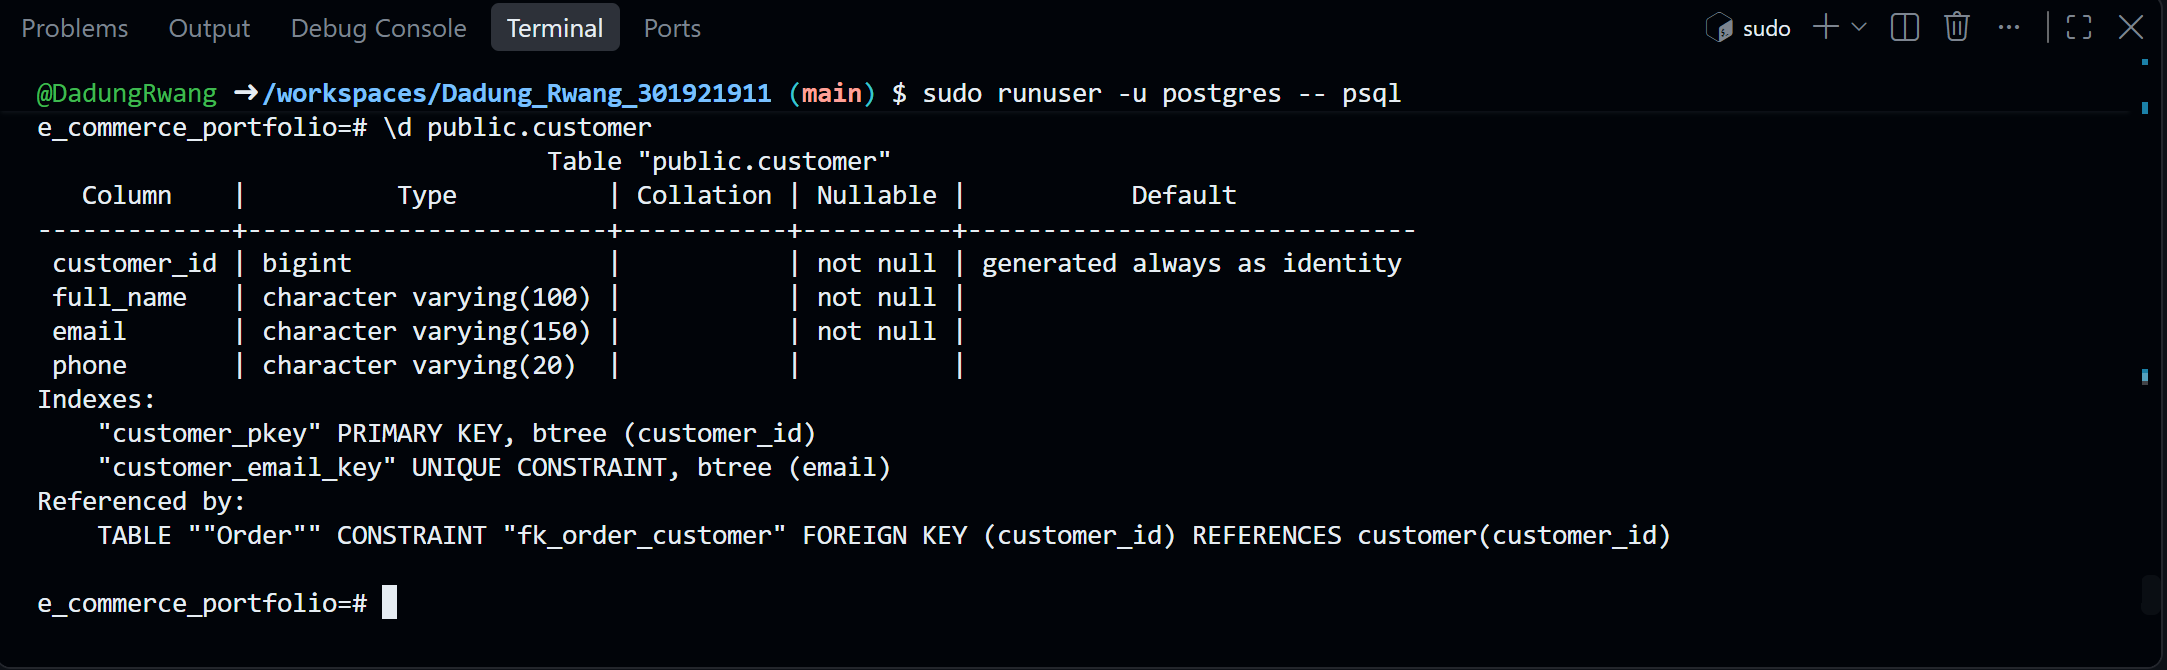 Problems Output Debug Console Terminal Ports sudo
@DadungRwang ➜/workspaces/Dadung_Rwang_301921911 (main) $ sudo runuser -u postgres -- psql
e_commerce_portfolio=# \d public.customer
                                  Table "public.customer"
   Column    |          Type          | Collation | Nullable |           Default            
-------------+------------------------+-----------+----------+------------------------------
 customer_id | bigint                 |           | not null | generated always as identity
 full_name   | character varying(100) |           | not null | 
 email       | character varying(150) |           | not null | 
 phone       | character varying(20)  |           |          | 
Indexes:
    "customer_pkey" PRIMARY KEY, btree (customer_id)
    "customer_email_key" UNIQUE CONSTRAINT, btree (email)
Referenced by:
    TABLE ""Order"" CONSTRAINT "fk_order_customer" FOREIGN KEY (customer_id) REFERENCES customer(customer_id)
e_commerce_portfolio=#